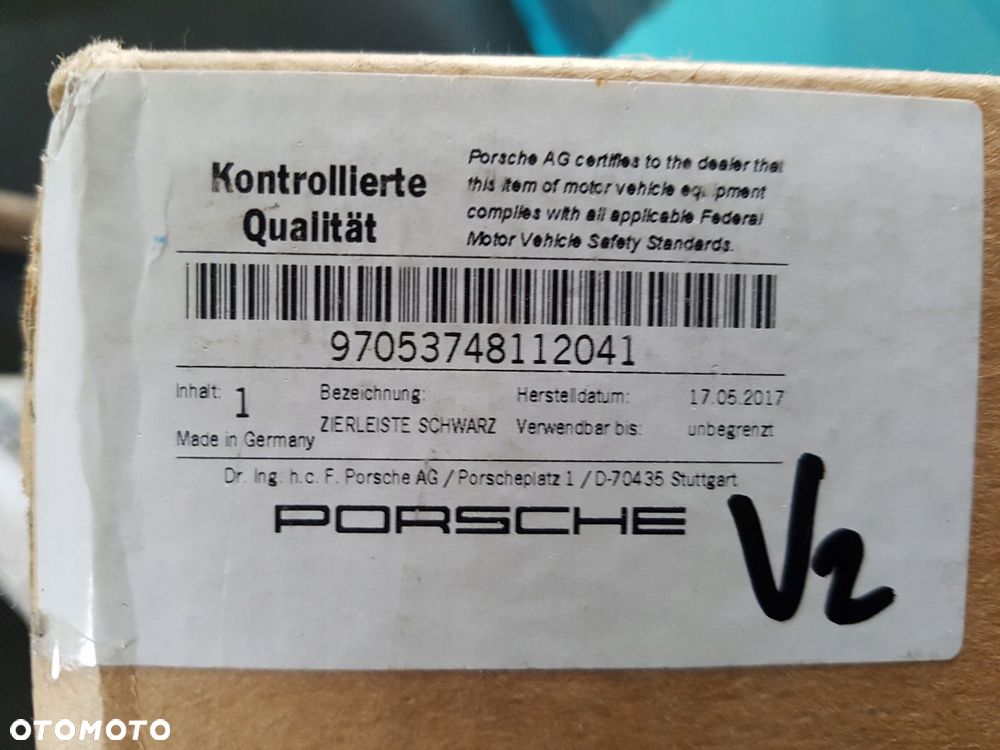 Kontrollierte
Qualität
Porsche AG certifies to the dealer that
this item of motor vehicle equipment
complies with all applicable Federal
Motor Vehicle Safety Standards.
97053748112041
Inhalt: 1
Made in Germany
Bezeichnung:
ZIERLEISTE SCHWARZ
Herstelldatum: 17.05.2017
Verwendbar bis: unbegrenzt
Dr. Ing. h.c. F. Porsche AG / Porscheplatz 1 / D-70435 Stuttgart
PORSCHE
V2
OTOMOTO